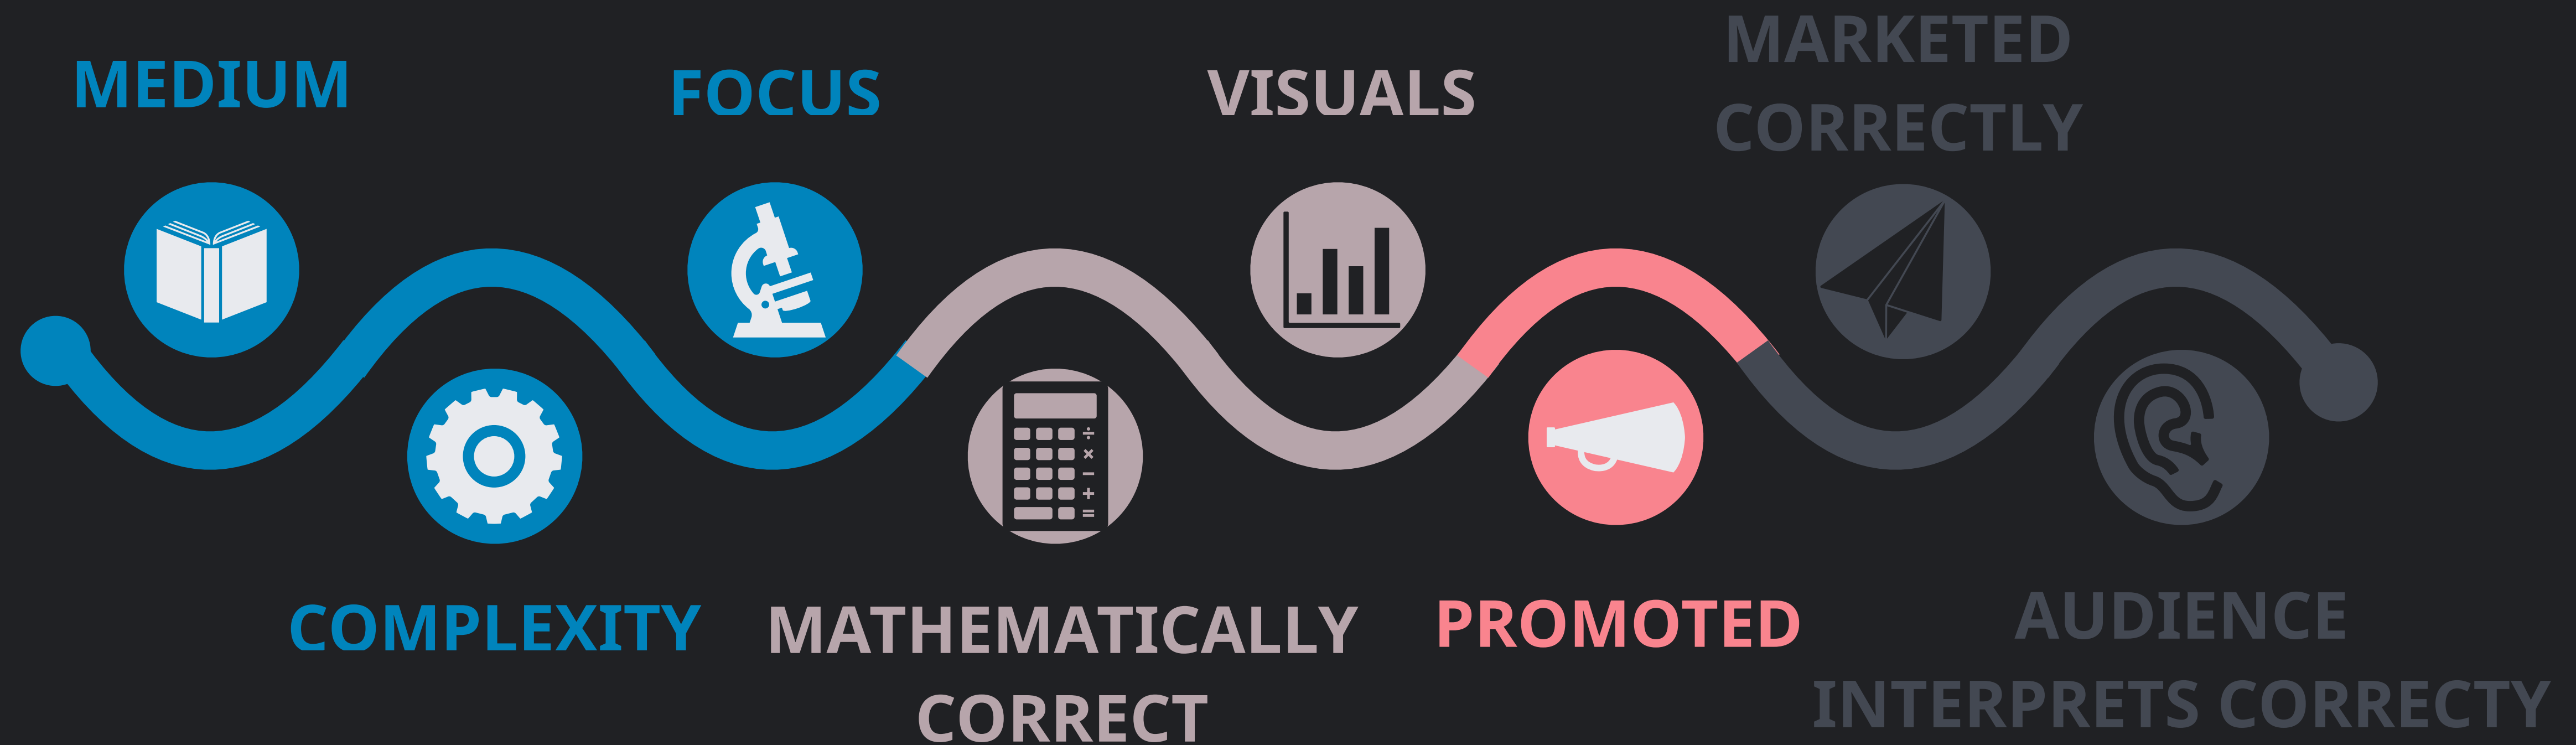 MEDIUM
COMPLEXITY
FOCUS
MATHEMATICALLY
CORRECT
÷
×
−
+
=
VISUALS
PROMOTED
MARKETED
CORRECTLY
AUDIENCE
INTERPRETS CORRECTY